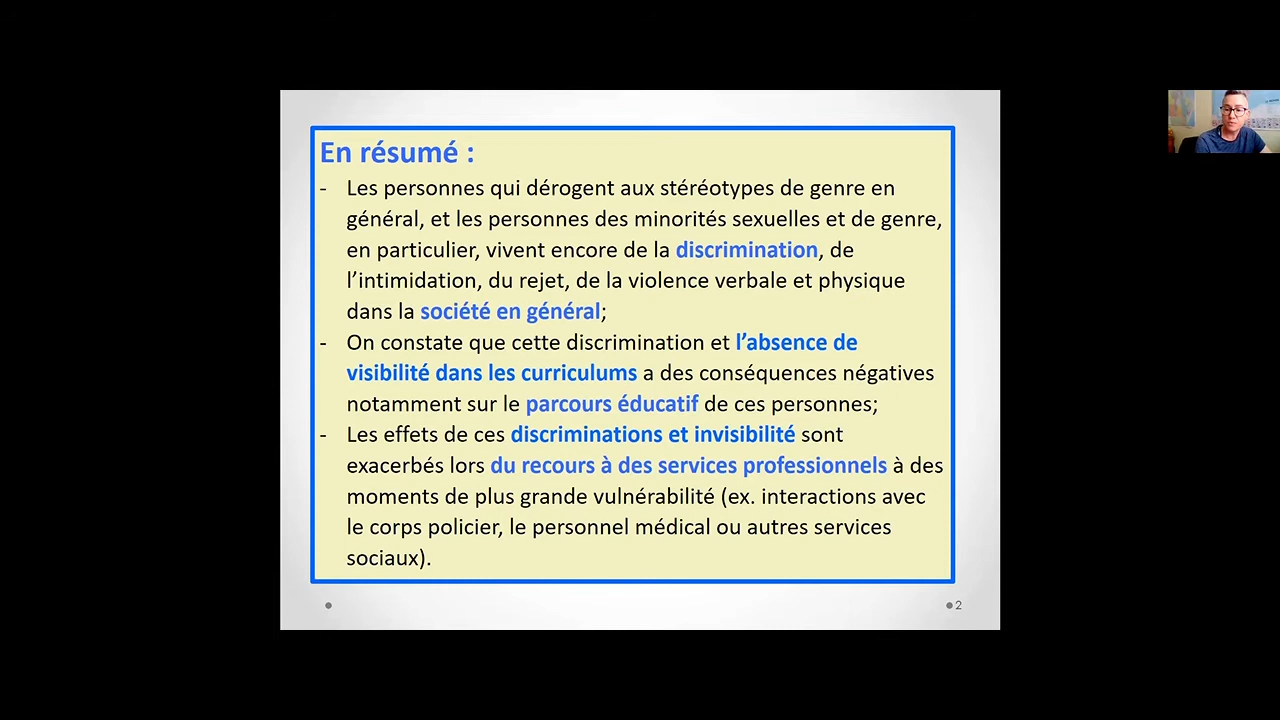 En résumé :
- Les personnes qui dérogent aux stéréotypes de genre en
général, et les personnes des minorités sexuelles et de genre,
en particulier, vivent encore de la discrimination, de
l’intimidation, du rejet, de la violence verbale et physique
dans la société en général;
- On constate que cette discrimination et l’absence de
visibilité dans les curriculums a des conséquences négatives
notamment sur le parcours éducatif de ces personnes;
- Les effets de ces discriminations et invisibilité sont
exacerbés lors du recours à des services professionnels à des
moments de plus grande vulnérabilité (ex. interactions avec
le corps policier, le personnel médical ou autres services
sociaux).
2